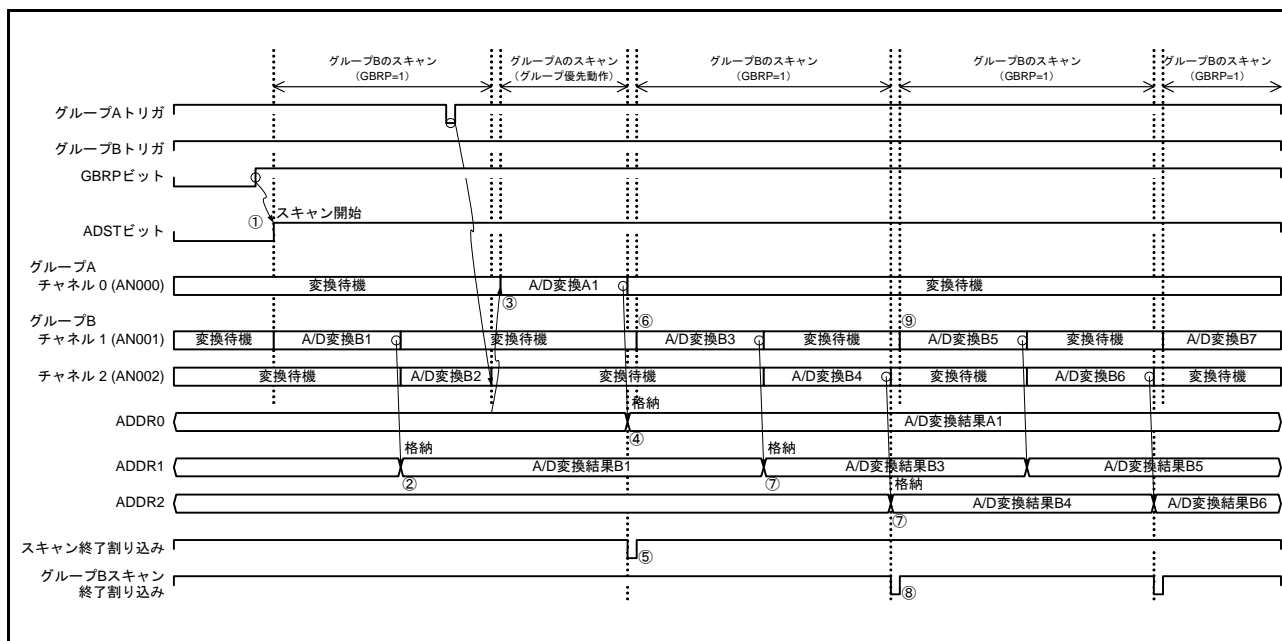 グループBのスキャン
(GBRP=1)
グループAのスキャン
(グループ優先動作)
グループBのスキャン
(GBRP=1)
グループBのスキャン
(GBRP=1)
グループBのスキャン
(GBRP=1)
グループAトリガ
グループBトリガ
GBRPビット
① スキャン開始
ADSTビット
グループA
チャネル 0 (AN000) 変換待機 A/D変換A1 変換待機
③
グループB ⑥ ⑨
チャネル 1 (AN001) 変換待機 A/D変換B1 変換待機 A/D変換B3 変換待機 A/D変換B5 変換待機 A/D変換B7
チャネル 2 (AN002) 変換待機 A/D変換B2 変換待機 A/D変換B4 変換待機 A/D変換B6 変換待機
格納
ADDR0 A/D変換結果A1
④
格納 格納
ADDR1 A/D変換結果B1 A/D変換結果B3 A/D変換結果B5
② ⑦ 格納
ADDR2 A/D変換結果B4 A/D変換結果B6
⑦
スキャン終了割り込み ⑤
グループBスキャン
終了割り込み ⑧